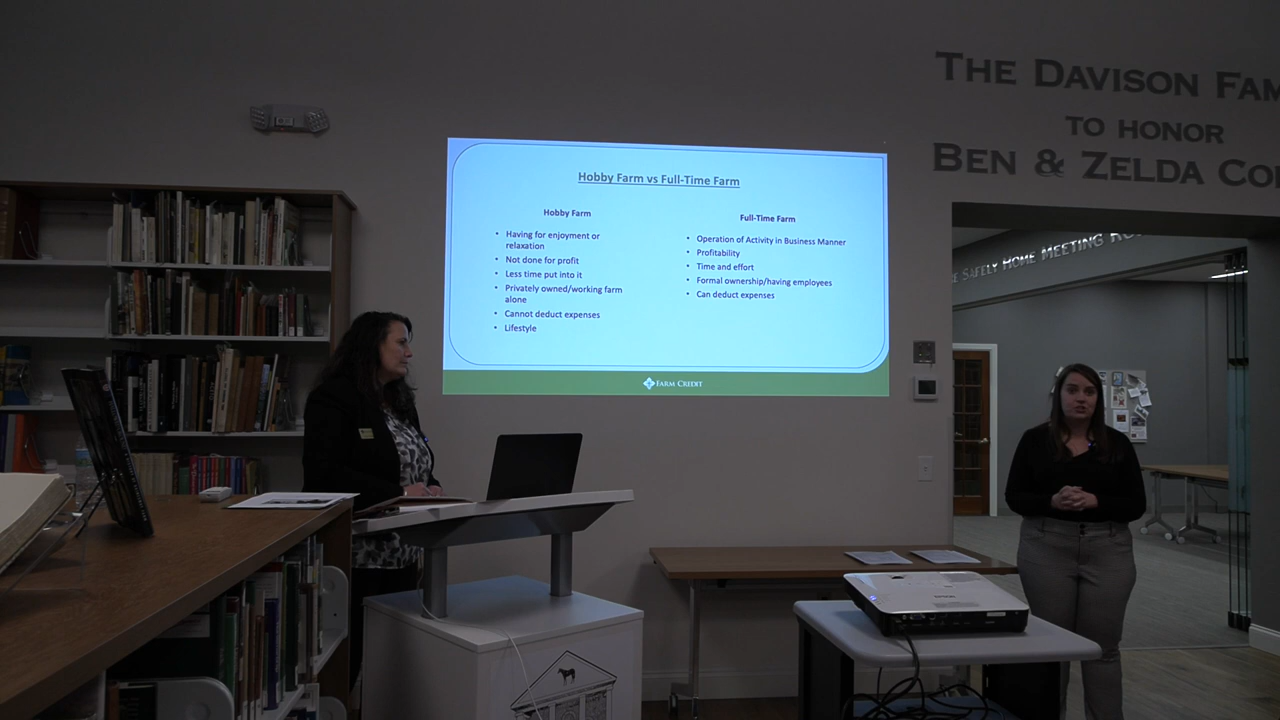 THE DAVISON FAM
TO HONOR
BEN & ZELDA CO
SAFELY HOME MEETING
Hobby Farm vs Full-Time Farm
Hobby Farm
• Having for enjoyment or
relaxation
• Not done for profit
• Less time put into it
• Privately owned/working farm
alone
• Cannot deduct expenses
• Lifestyle
Full-Time Farm
• Operation of Activity in Business Manner
• Profitability
• Time and effort
• Formal ownership/having employees
• Can deduct expenses
FARM CREDIT
EPSON